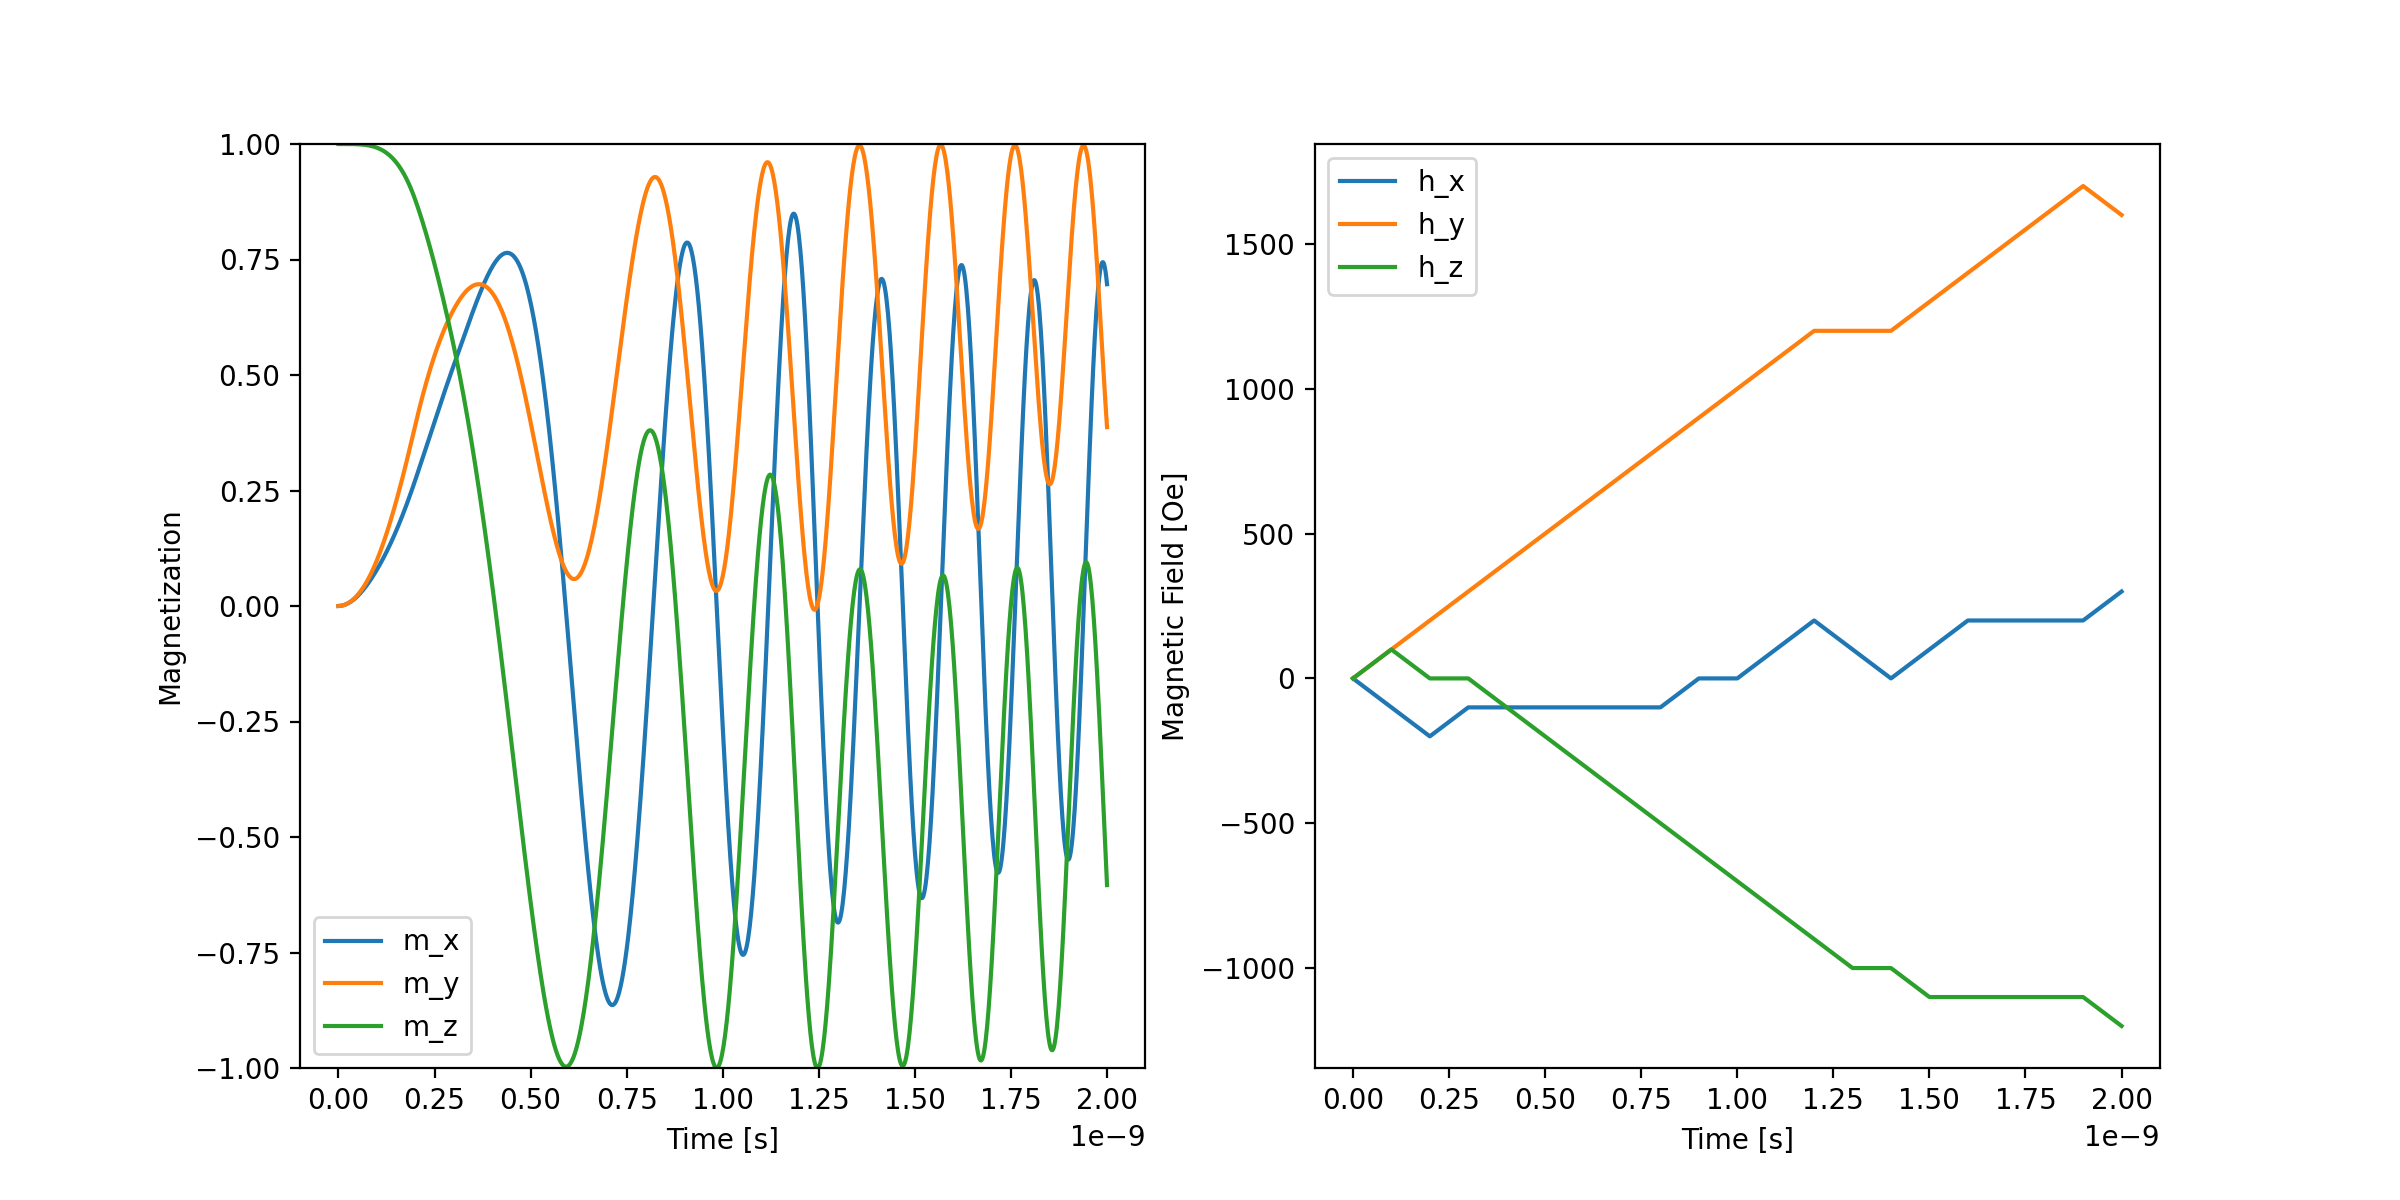 Magnetization
1.00
0.75
0.50
0.25
0.00
−0.25
−0.50
−0.75
−1.00
m_x
m_y
m_z
0.00 0.25 0.50 0.75 1.00 1.25 1.50 1.75 2.00
Time [s]
1e−9
Magnetic Field [Oe]
1500
1000
500
0
−500
−1000
h_x
h_y
h_z
0.00 0.25 0.50 0.75 1.00 1.25 1.50 1.75 2.00
Time [s]
1e−9